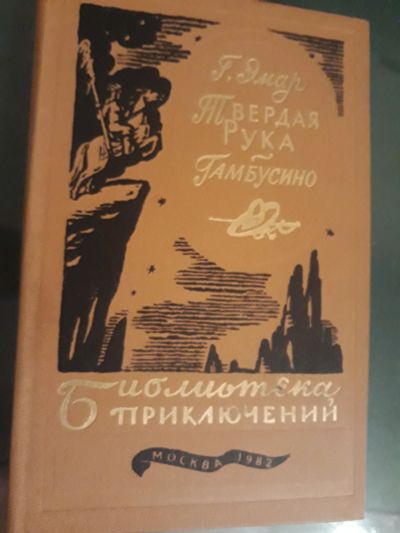 Г. Эмар
ТВЕРДАЯ
РУКА
~
ГАМБУСИНО
Библиотека
ПРИКЛЮЧЕНИЙ
МОСКВА 1982